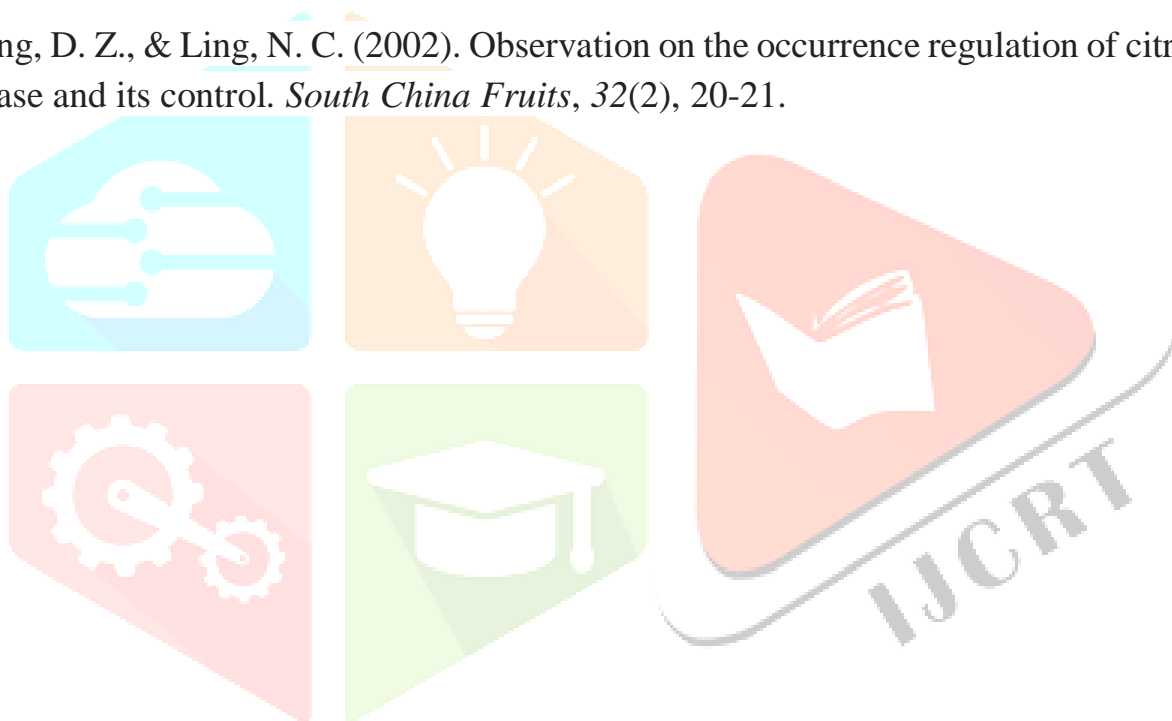 ng, D. Z., & Ling, N. C. (2002). Observation on the occurrence regulation of citr
ase and its control. South China Fruits, 32(2), 20-21.
IJCRT